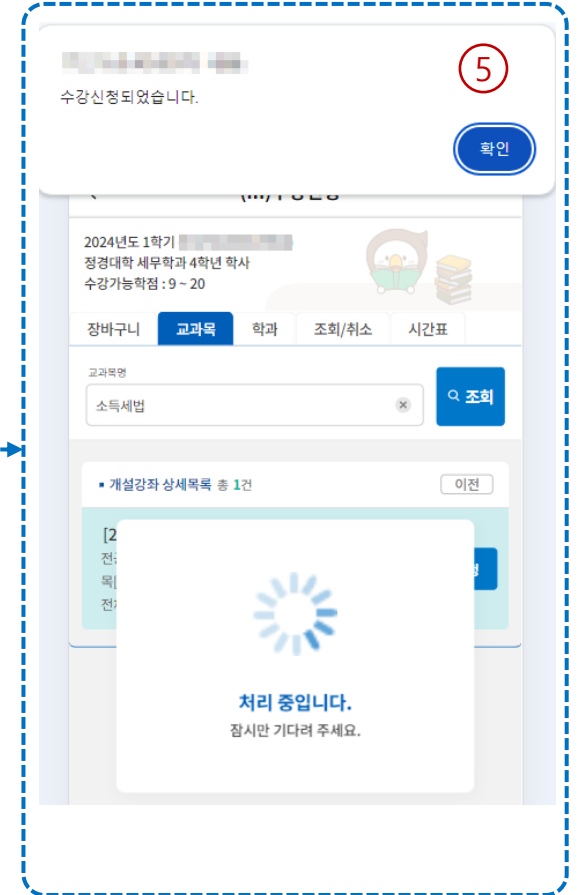 5
수강신청되었습니다.
확인
2024년도 1학기
정경대학 세무학과 4학년 학사
수강가능학점 : 9 ~ 20
장바구니 교과목 학과 조회/취소 시간표
교과목명
소득세법
조회
개설강좌 상세목록 총 1건
이전
[2
처리 중입니다.
잠시만 기다려 주세요.